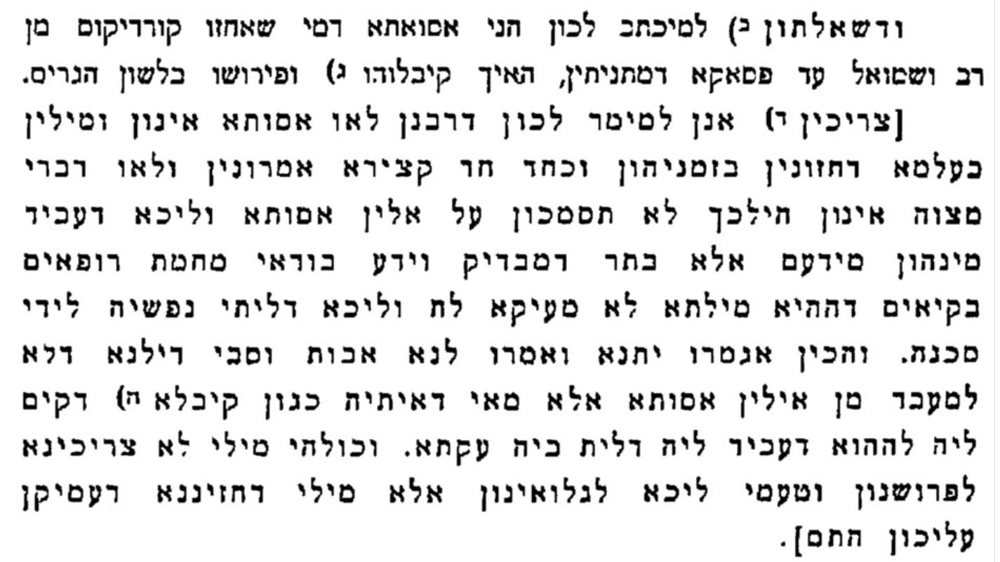 ודשאלתון ב) למיכתב לכון הני אסואתא דמי שאחזו קורדיקוס מן
רב ושמואל עד פסאקא דמתניתין, האיך קיבלוהו ג) ופירושו בלשון הגרים.
[צריכין ד) אנן למימר לכון דרבנן לאו אסותא אינון ומילין
בעלמא דחזונין בזמניהון וכחד חד קצירא אמרונין ולאו דברי
מצוה אינון הילכך לא תסמכון על אלין אסותא וליכא דעביד
מינהון מידעם אלא בתר דמבדיק וידע בודאי מחמת רופאים
בקיאים דההיא מילתא לא מעיקא לה וליכא דליתי נפשיה לידי
סכנה. והכין אגמרו יתנא ואמרו לנא אבות וסבי דילנא דלא
למעבד מן אילין אסותא אלא מאי דאיתיה כגון קיבלא ה) דקים
ליה לההוא דעביד ליה דלית ביה עקתא. וכולהי מילי לא צריכינא
לפרושנון וטעמי ליכא לגלואינון אלא מילי דחזיננא דעמיקן
עליכון התם].